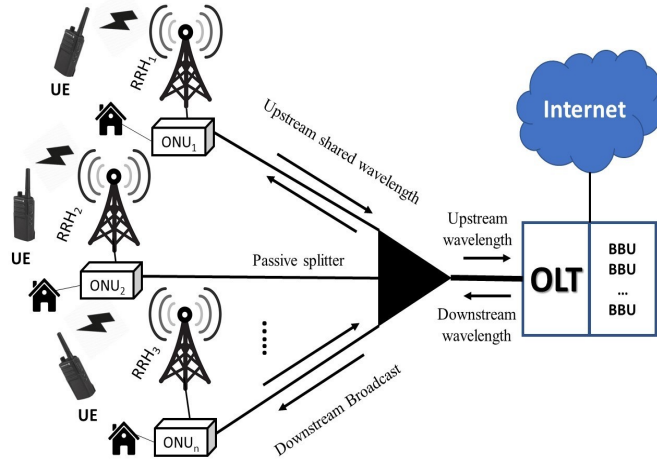 UE
RRH1
ONU1
Upstream shared wavelength
Internet
UE
RRH2
ONU2
Passive splitter
Upstream
wavelength
OLT
BBU
BBU
...
BBU
Downstream
wavelength
UE
RRH3
ONUn
Downstream Broadcast